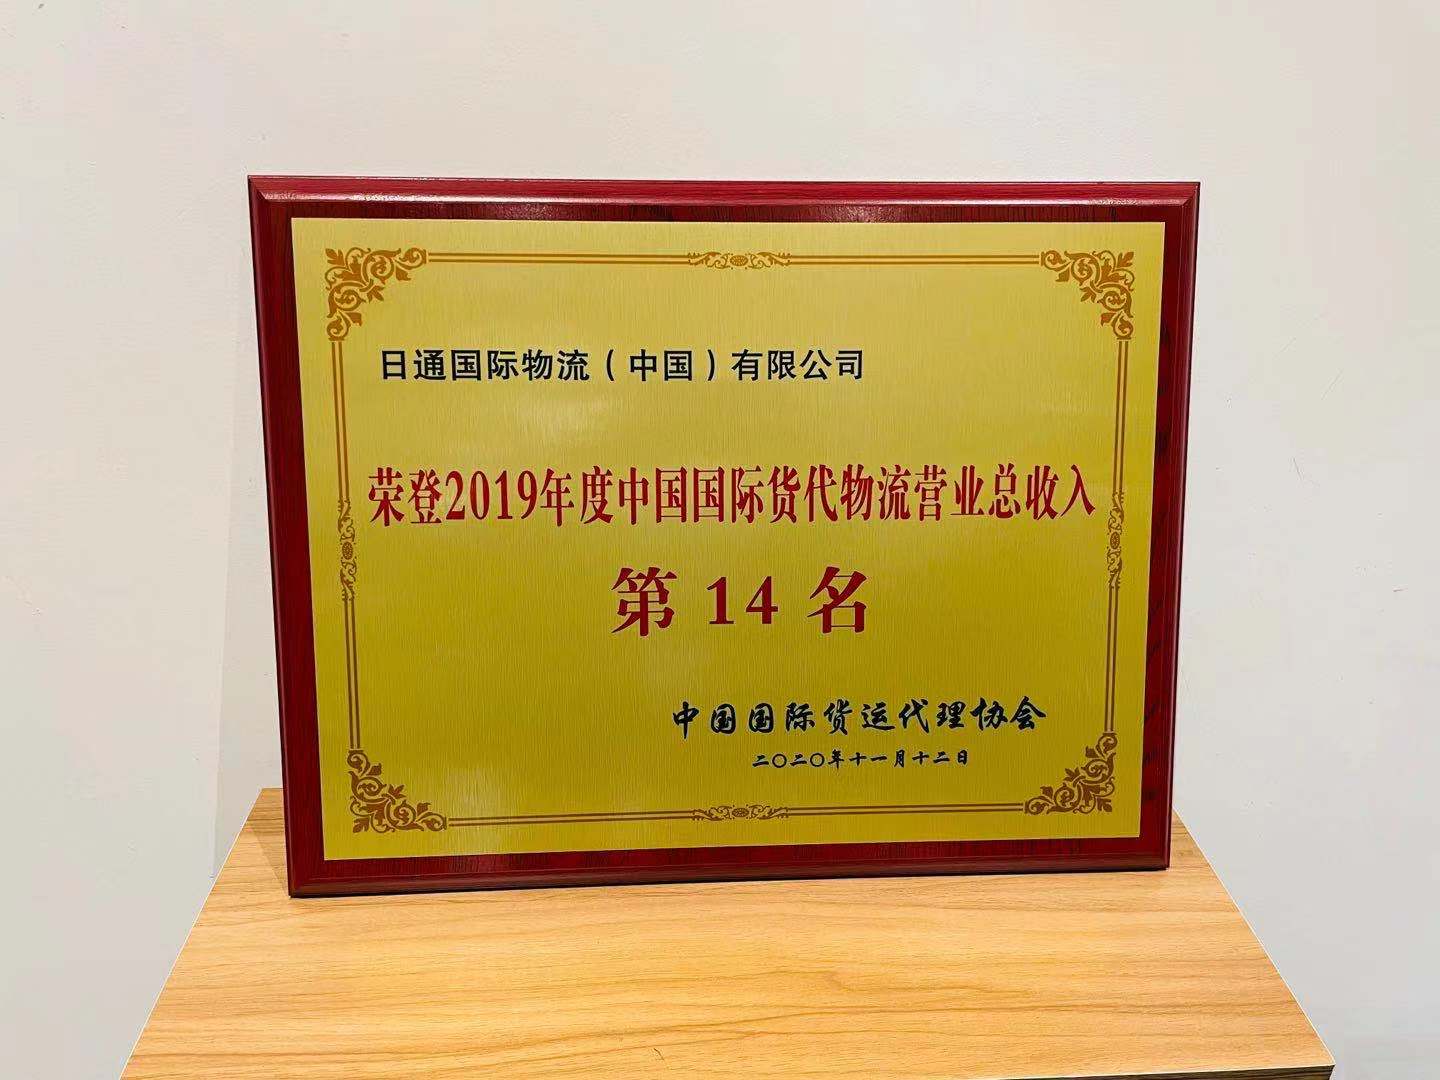 日通国际物流（中国）有限公司
荣登2019年度中国国际货代物流营业总收入
第 14 名
中国国际货运代理协会
二〇二〇年十一月十二日